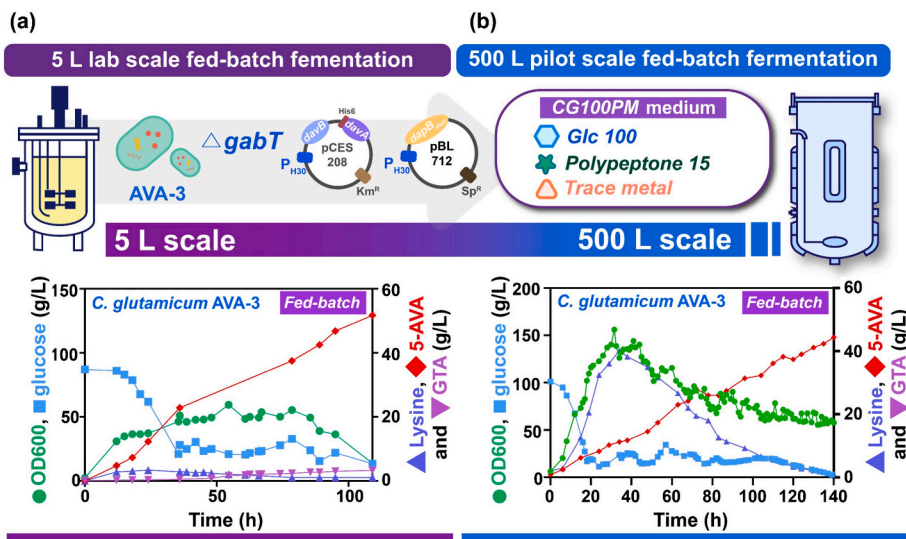 (a)
(b)
5 L lab scale fed-batch fementation
500 L pilot scale fed-batch fermentation
AVA-3
△gabT
His6
davB
davA
pCES
208
P
H30
Km^R
dapB
pBL
712
P
H30
Sp^R
CG100PM medium
Glc 100
Polypeptone 15
Trace metal
5 L scale
500 L scale
C. glutamicum AVA-3
Fed-batch
OD600, glucose (g/L)
150
100
50
0
60
40
20
0
Lysine, 5-AVA
and GTA (g/L)
0
50
100
Time (h)
C. glutamicum AVA-3
Fed-batch
OD600, glucose (g/L)
200
150
100
50
0
60
40
20
0
Lysine, 5-AVA
and GTA (g/L)
0 20 40 60 80 100 120 140
Time (h)